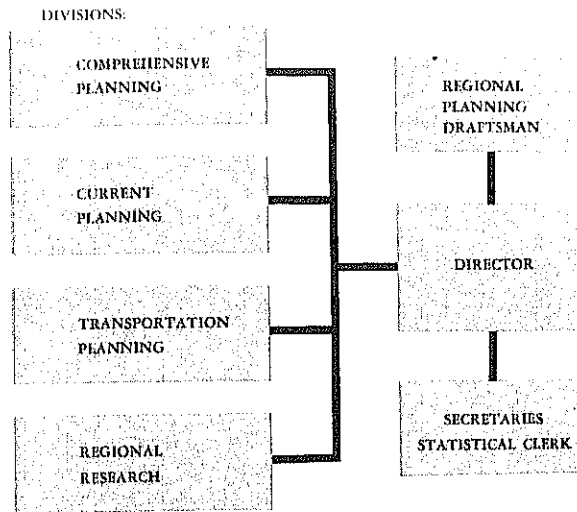 DIVISIONS:
COMPREHENSIVE
PLANNING
CURRENT
PLANNING
TRANSPORTATION
PLANNING
REGIONAL
RESEARCH
REGIONAL
PLANNING
DRAFTSMAN
DIRECTOR
SECRETARIES
STATISTICAL CLERK